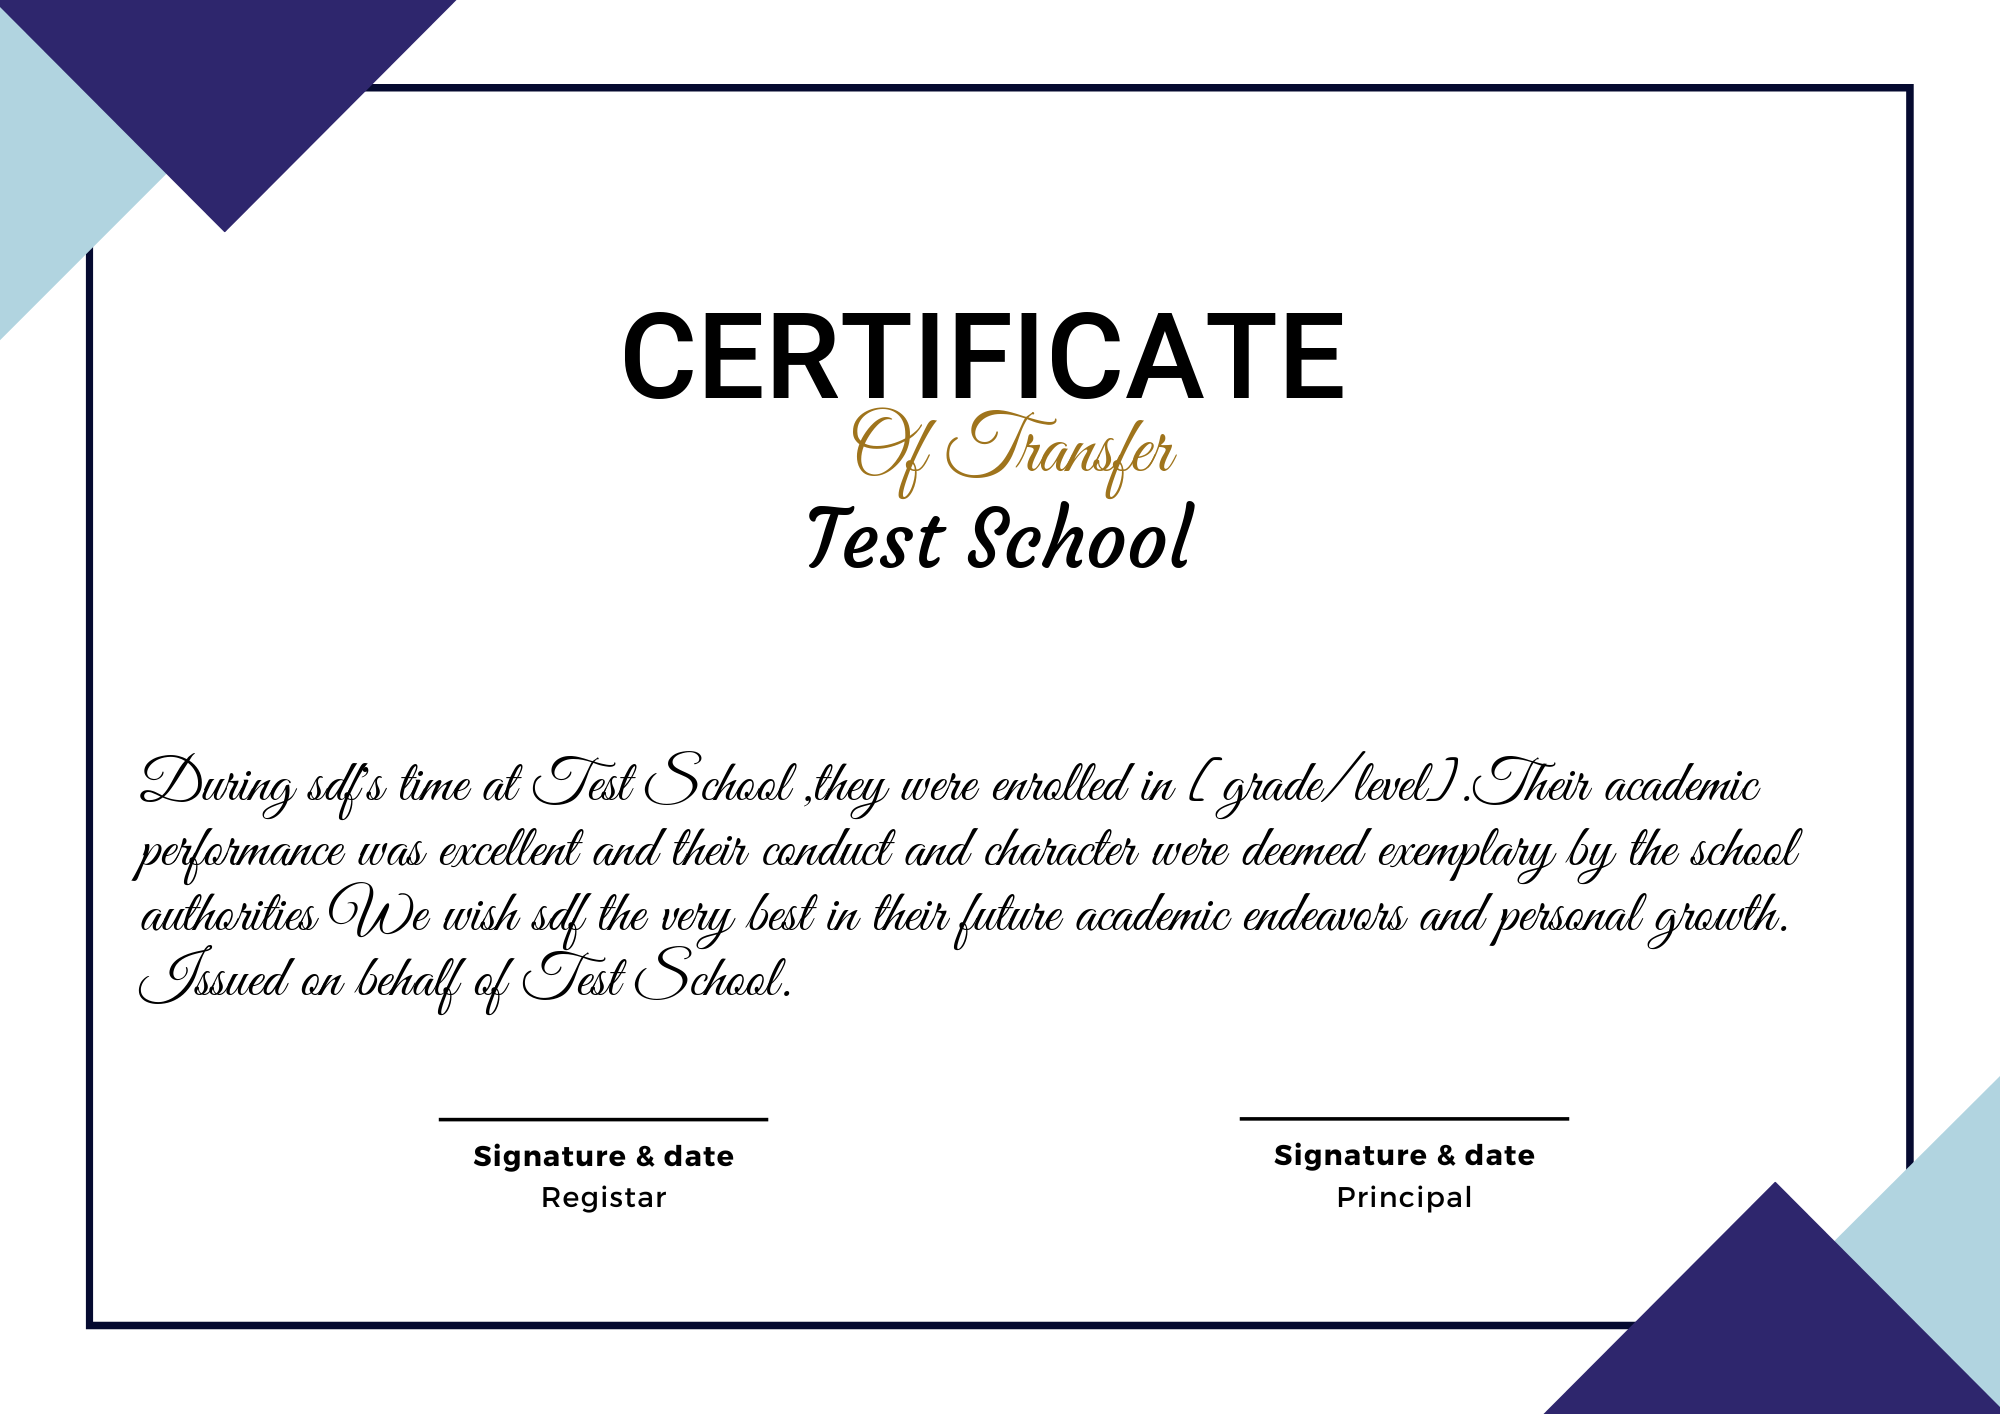 CERTIFICATE
Of Transfer
Test School
During sdf's time at Test School ,they were enrolled in [ grade/level] .Their academic
performance was excellent and their conduct and character were deemed exemplary by the school
authorities We wish sdf the very best in their future academic endeavors and personal growth.
Issued on behalf of Test School.
Signature & date
Registar
Signature & date
Principal